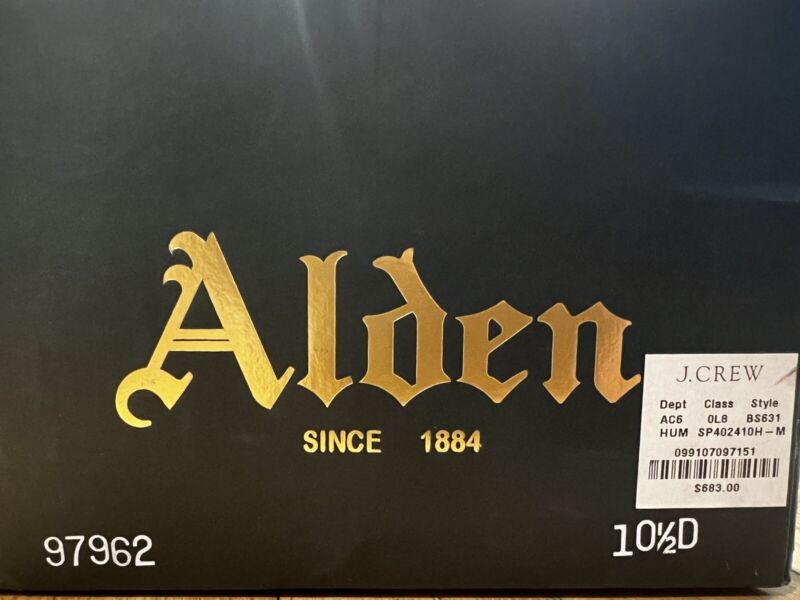 Alden
SINCE 1884
J.CREW
Dept Class Style
AC6 0L8 BS631
HUM SP402410H-M
099107097151
$683.00
97962
10½D